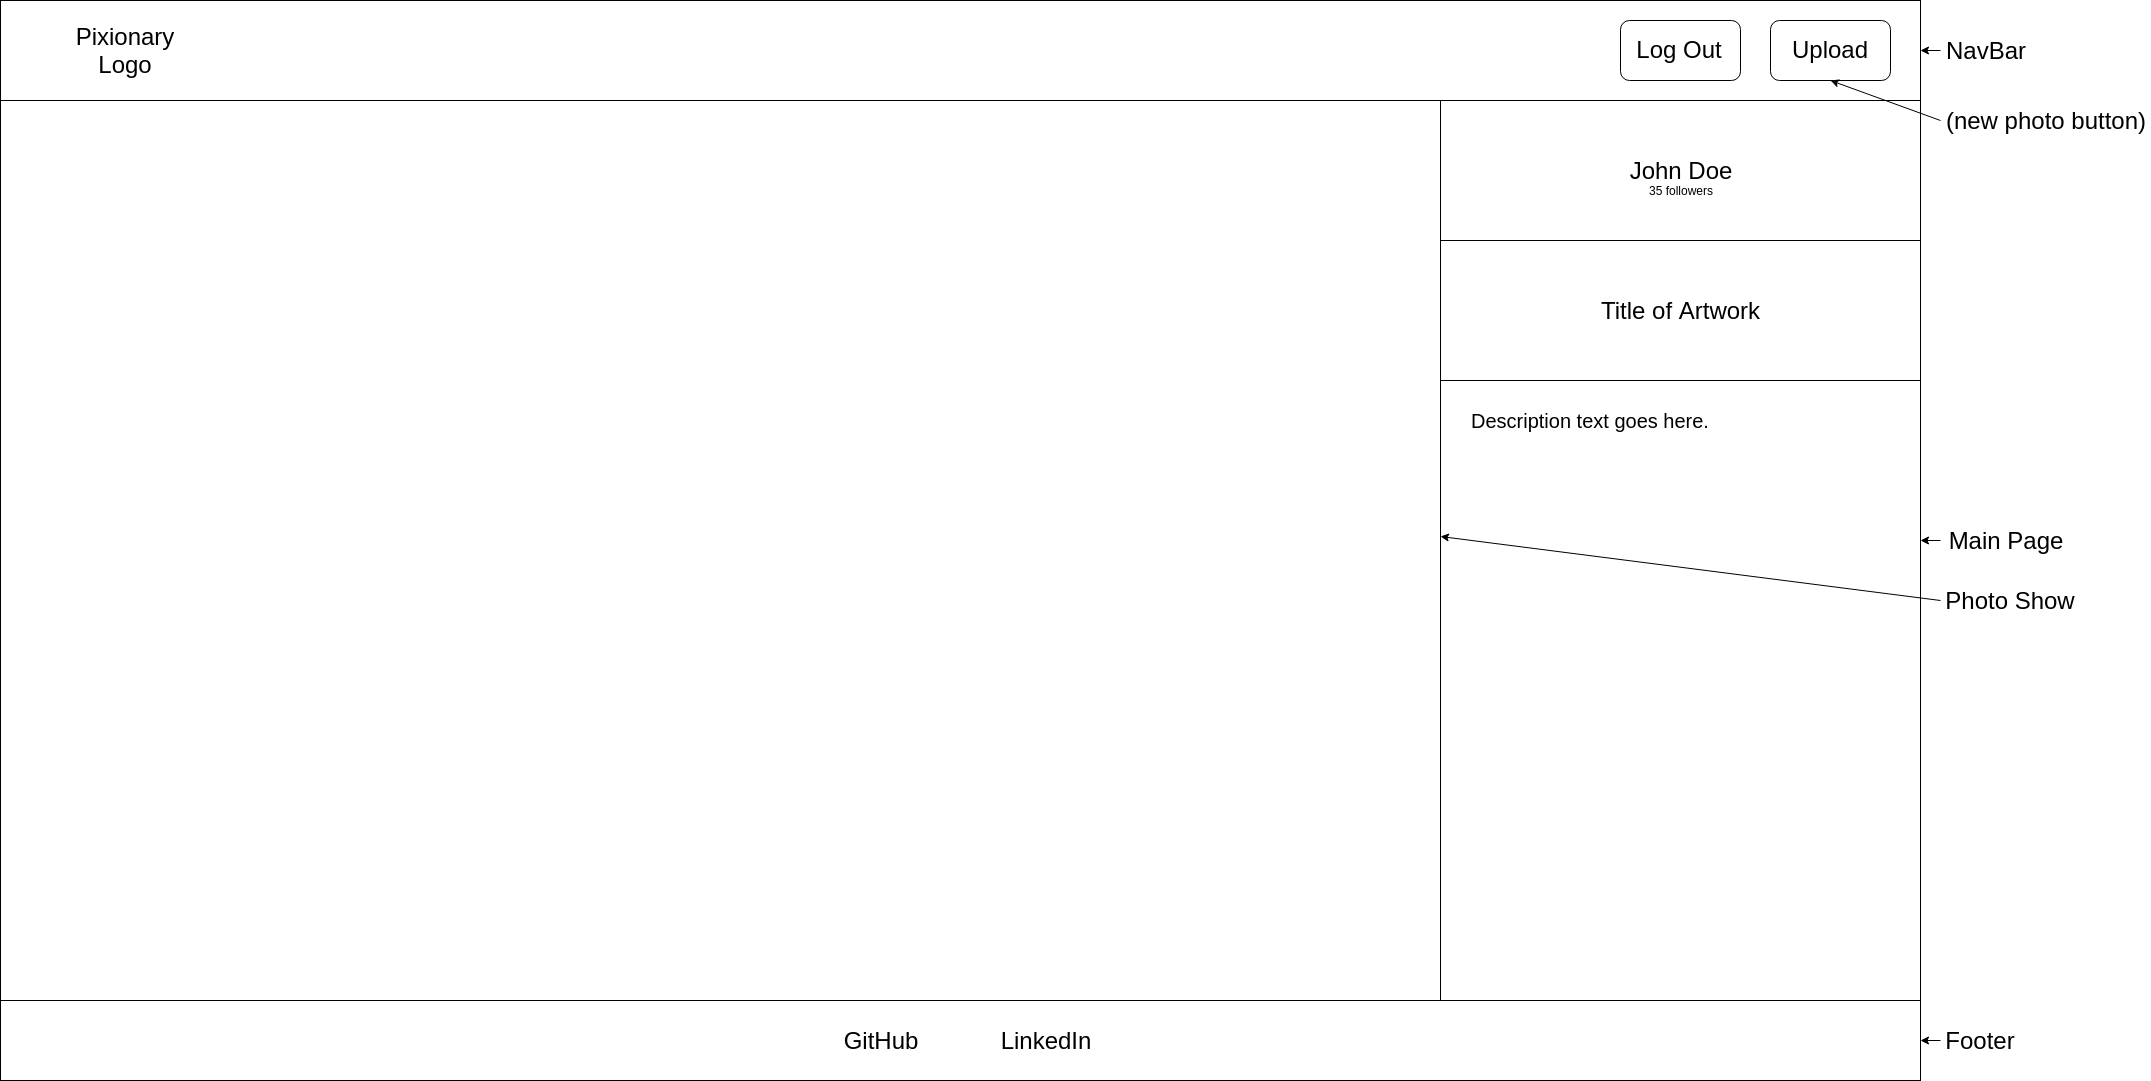 Pixionary
Logo
Log Out
Upload
NavBar
(new photo button)
John Doe
35 followers
Title of Artwork
Description text goes here.
Main Page
Photo Show
GitHub
LinkedIn
Footer